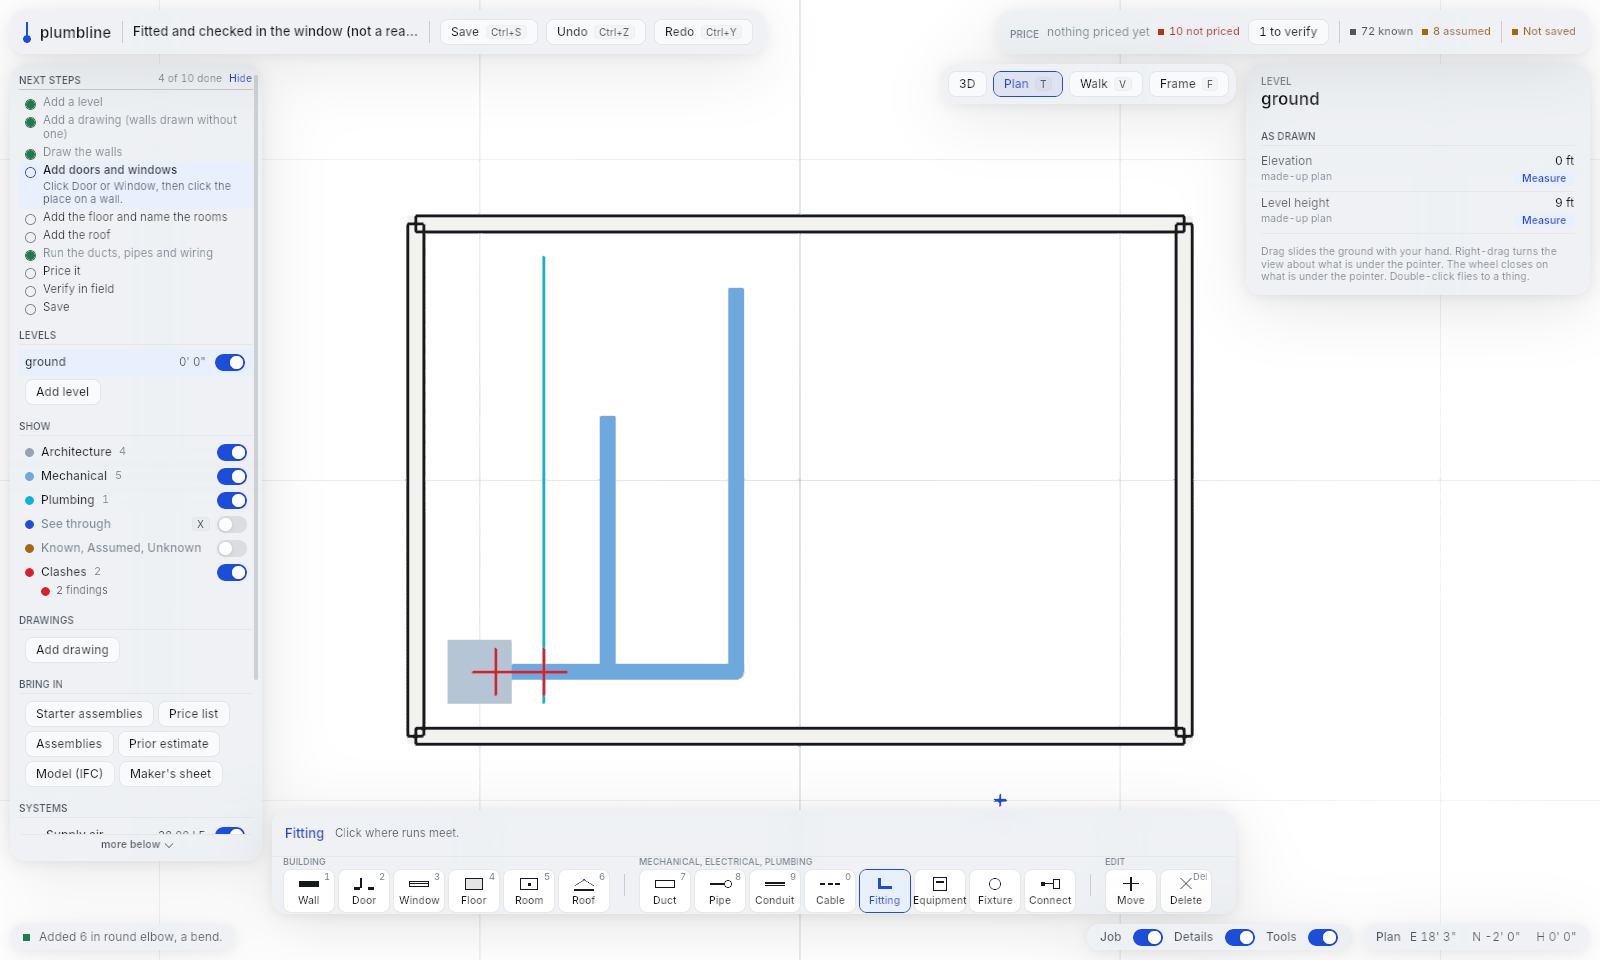 plumbline
Fitted and checked in the window (not a rea...
Save Ctrl+S
Undo Ctrl+Z
Redo Ctrl+Y
PRICE nothing priced yet 10 not priced 1 to verify 72 known 8 assumed Not saved
3D
Plan T
Walk V
Frame F
NEXT STEPS 4 of 10 done Hide
Add a level
Add a drawing (walls drawn without
one)
Draw the walls
Add doors and windows
Click Door or Window, then click the
place on a wall.
Add the floor and name the rooms
Add the roof
Run the ducts, pipes and wiring
Price it
Verify in field
Save
LEVELS
ground 0' 0"
Add level
SHOW
Architecture 4
Mechanical 5
Plumbing 1
See through X
Known, Assumed, Unknown
Clashes 2
2 findings
DRAWINGS
Add drawing
BRING IN
Starter assemblies Price list
Assemblies Prior estimate
Model (IFC) Maker's sheet
SYSTEMS
more below
LEVEL
ground
AS DRAWN
Elevation 0 ft
made-up plan Measure
Level height 9 ft
made-up plan Measure
Drag slides the ground with your hand. Right-drag turns the
view about what is under the pointer. The wheel closes on
what is under the pointer. Double-click flies to a thing.
Fitting Click where runs meet.
BUILDING MECHANICAL, ELECTRICAL, PLUMBING EDIT
1 2 3 4 5 6 7 8 9 0 Del
Wall Door Window Floor Room Roof Duct Pipe Conduit Cable Fitting Equipment Fixture Connect Move Delete
Added 6 in round elbow, a bend.
Job Details Tools
Plan E 18' 3" N -2' 0" H 0' 0"